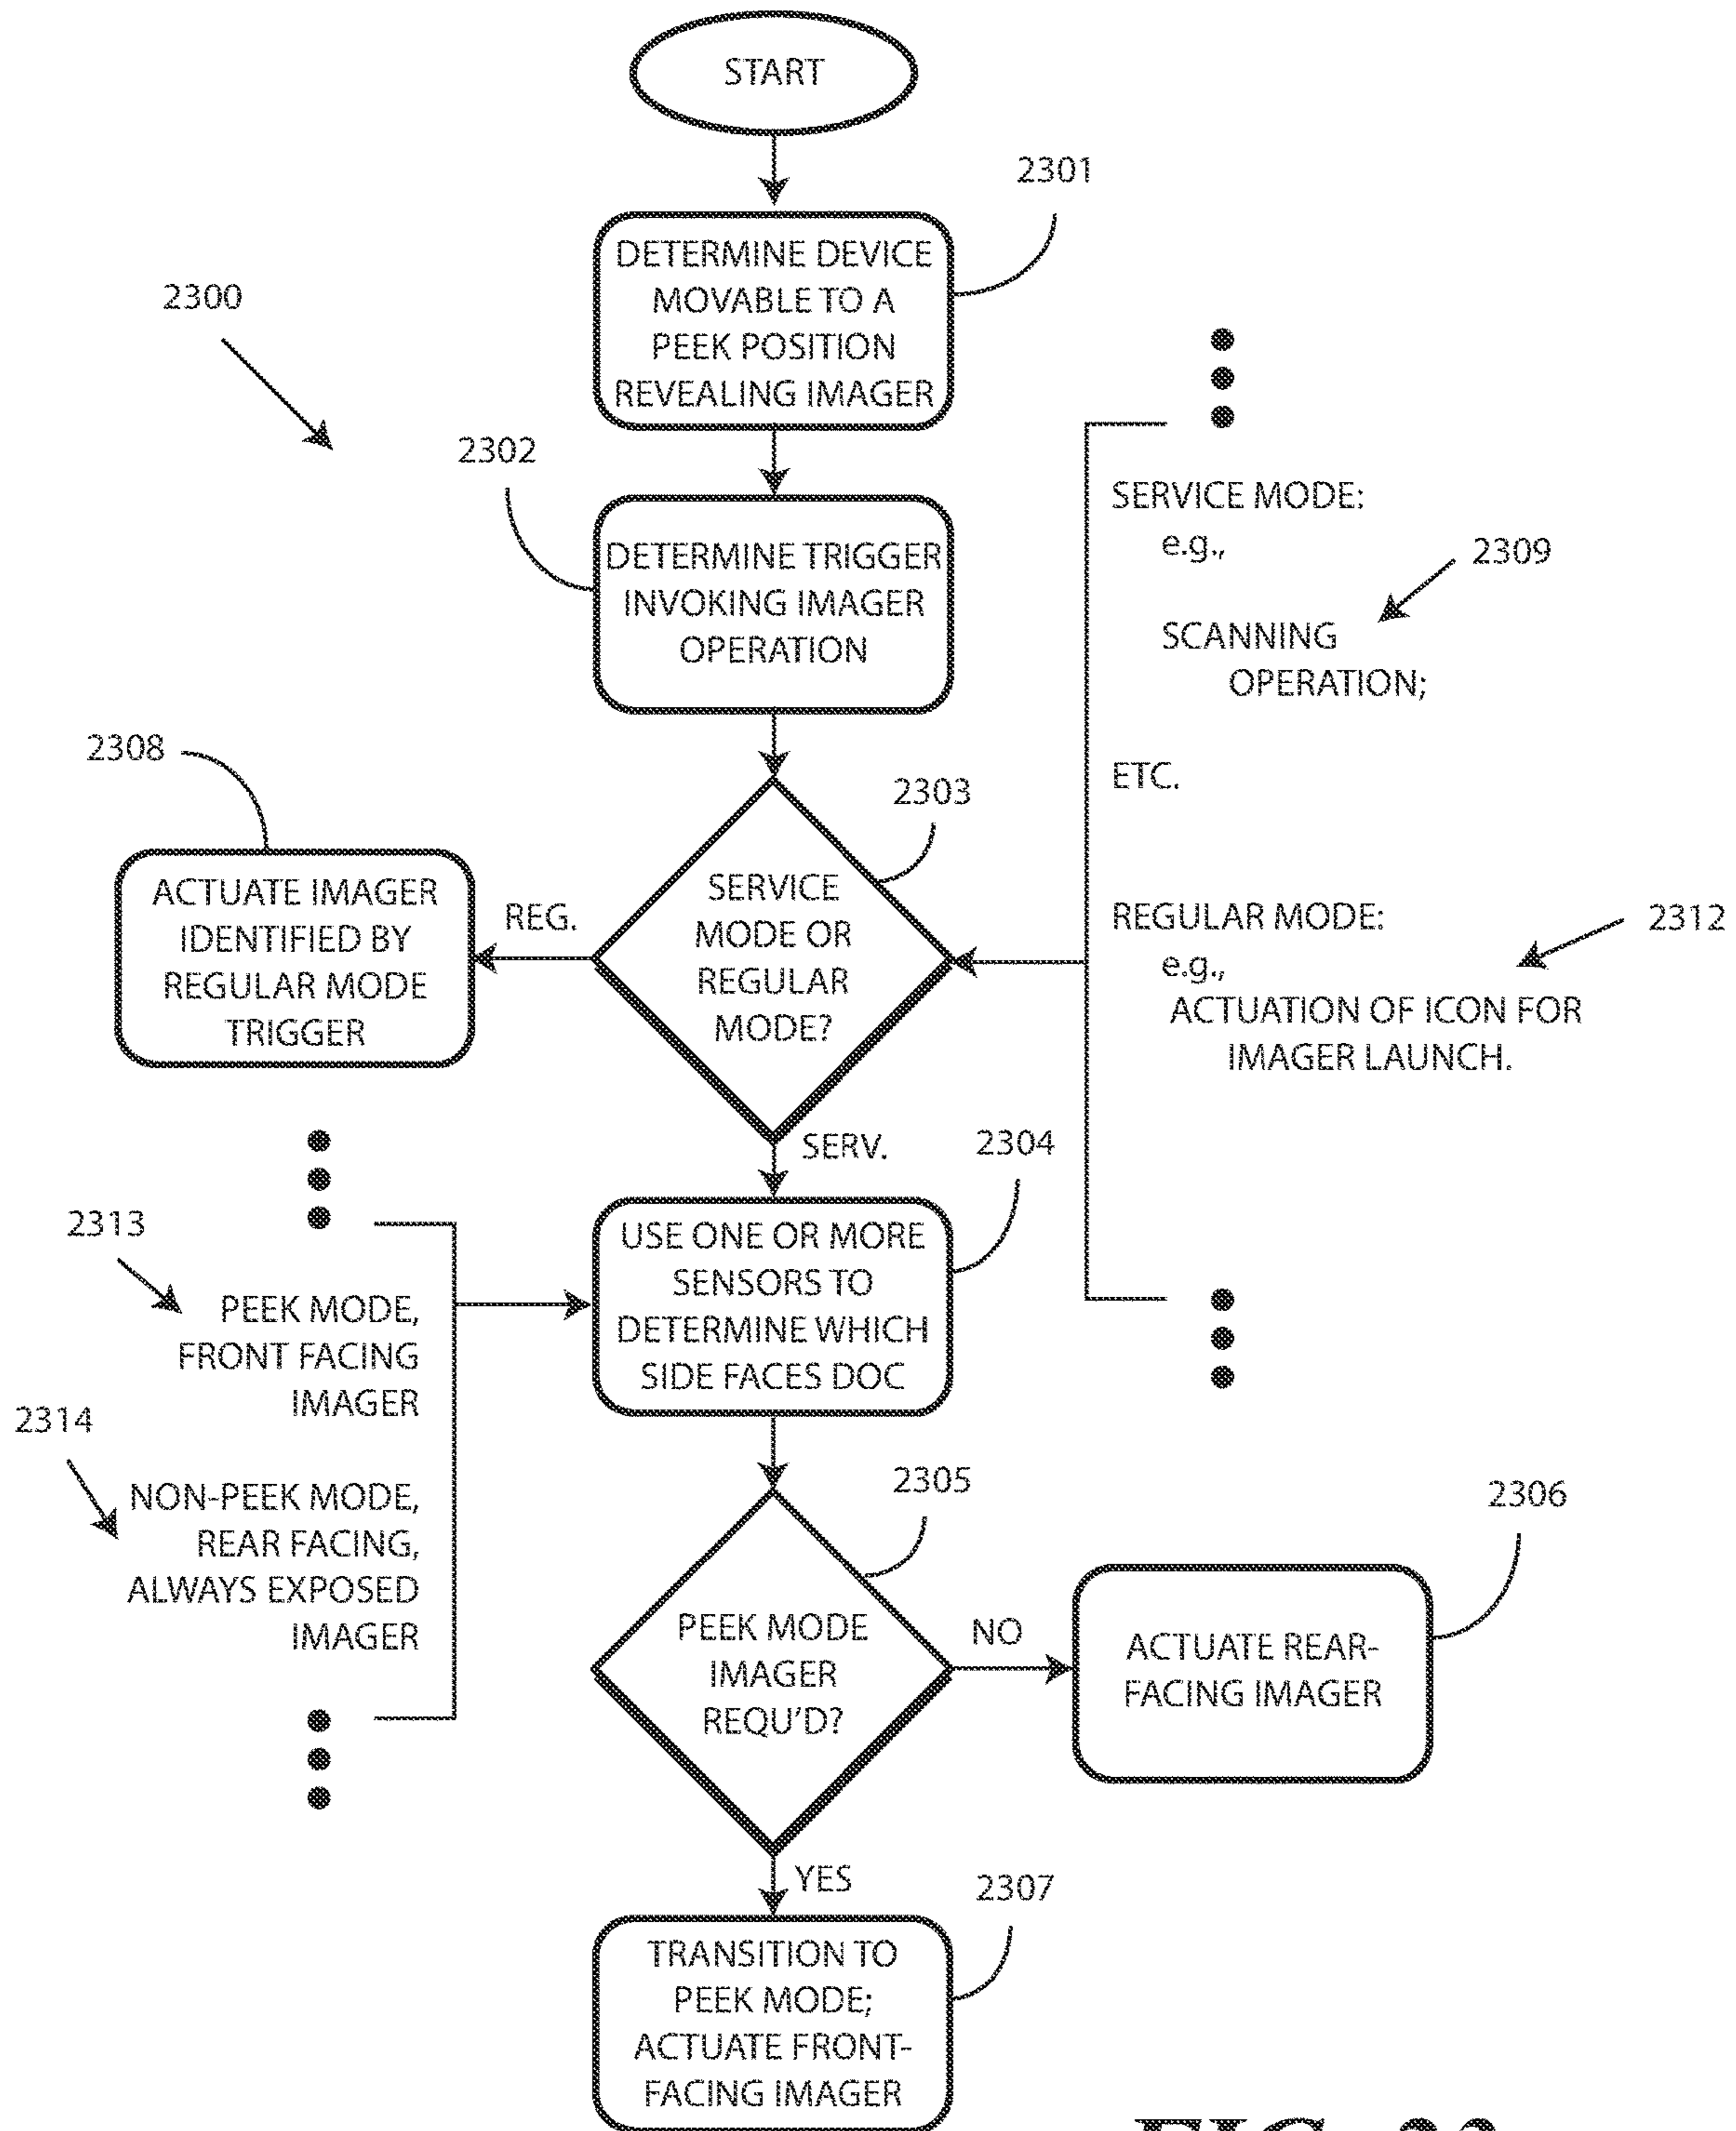 START
2301
DETERMINE DEVICE
MOVABLE TO A
PEEK POSITION
REVEALING IMAGER
2300
2302
DETERMINE TRIGGER
INVOKING IMAGER
OPERATION
SERVICE MODE:
e.g.,
2309
SCANNING
OPERATION;
ETC.
REGULAR MODE:
2312
e.g.,
ACTUATION OF ICON FOR
IMAGER LAUNCH.
2308
2303
ACTUATE IMAGER
IDENTIFIED BY
REGULAR MODE
TRIGGER
REG.
SERVICE
MODE OR
REGULAR
MODE?
SERV.
2304
2313
USE ONE OR MORE
SENSORS TO
DETERMINE WHICH
SIDE FACES DOC
PEEK MODE,
FRONT FACING
IMAGER
2314
NON-PEEK MODE,
REAR FACING,
ALWAYS EXPOSED
IMAGER
2305
2306
PEEK MODE
IMAGER
REQU'D?
NO
ACTUATE REAR-
FACING IMAGER
YES
2307
TRANSITION TO
PEEK MODE;
ACTUATE FRONT-
FACING IMAGER